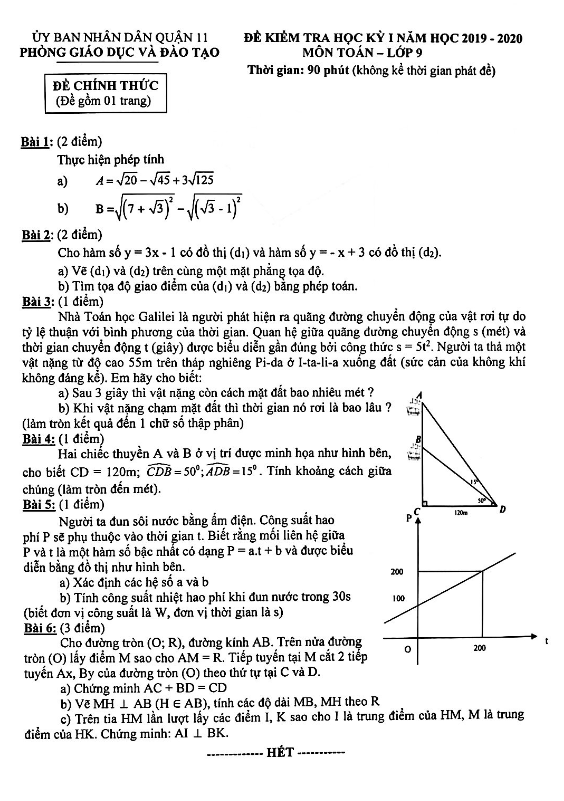 ỦY BAN NHÂN DÂN QUẬN 11
PHÒNG GIÁO DỤC VÀ ĐÀO TẠO
ĐỀ CHÍNH THỨC
(Đề gồm 01 trang)
ĐỀ KIỂM TRA HỌC KỲ I NĂM HỌC 2019 - 2020
MÔN TOÁN – LỚP 9
Thời gian: 90 phút (không kể thời gian phát đề)
Bài 1: (2 điểm)
Thực hiện phép tính
a) A = √20 − √45 + 3√125
b) B = √(7 + √3)² − √(√3 - 1)²
Bài 2: (2 điểm)
Cho hàm số y = 3x - 1 có đồ thị (d₁) và hàm số y = - x + 3 có đồ thị (d₂).
a) Vẽ (d₁) và (d₂) trên cùng một mặt phẳng tọa độ.
b) Tìm tọa độ giao điểm của (d₁) và (d₂) bằng phép toán.
Bài 3: (1 điểm)
Nhà Toán học Galilei là người phát hiện ra quãng đường chuyển động của vật rơi tự do
tỷ lệ thuận với bình phương của thời gian. Quan hệ giữa quãng đường chuyển động s (mét) và
thời gian chuyển động t (giây) được biểu diễn gần đúng bởi công thức s = 5t². Người ta thả một
vật nặng từ độ cao 55m trên tháp nghiêng Pi-da ở I-ta-li-a xuống đất (sức cản của không khí
không đáng kể). Em hãy cho biết:
a) Sau 3 giây thì vật nặng còn cách mặt đất bao nhiêu mét ?
b) Khi vật nặng chạm mặt đất thì thời gian nó rơi là bao lâu ?
(làm tròn kết quả đến 1 chữ số thập phân)
Bài 4: (1 điểm)
Hai chiếc thuyền A và B ở vị trí được minh họa như hình bên,
cho biết CD = 120m; CDB = 50⁰; ADB = 15⁰. Tính khoảng cách giữa
chúng (làm tròn đến mét).
A
B
15⁰
50⁰
C
120m
D
Bài 5: (1 điểm)
Người ta đun sôi nước bằng ấm điện. Công suất hao
phí P sẽ phụ thuộc vào thời gian t. Biết rằng mối liên hệ giữa
P và t là một hàm số bậc nhất có dạng P = a.t + b và được biểu
diễn bằng đồ thị như hình bên.
a) Xác định các hệ số a và b
b) Tính công suất nhiệt hao phí khi đun nước trong 30s
(biết đơn vị công suất là W, đơn vị thời gian là s)
P
200
100
O
200
t
Bài 6: (3 điểm)
Cho đường tròn (O; R), đường kính AB. Trên nửa đường
tròn (O) lấy điểm M sao cho AM = R. Tiếp tuyến tại M cắt 2 tiếp
tuyến Ax, By của đường tròn (O) theo thứ tự tại C và D.
a) Chứng minh AC + BD = CD
b) Vẽ MH ⊥ AB (H ∈ AB), tính các độ dài MB, MH theo R
c) Trên tia HM lần lượt lấy các điểm I, K sao cho I là trung điểm của HM, M là trung
điểm của HK. Chứng minh: AI ⊥ BK.
------------- HẾT -----------